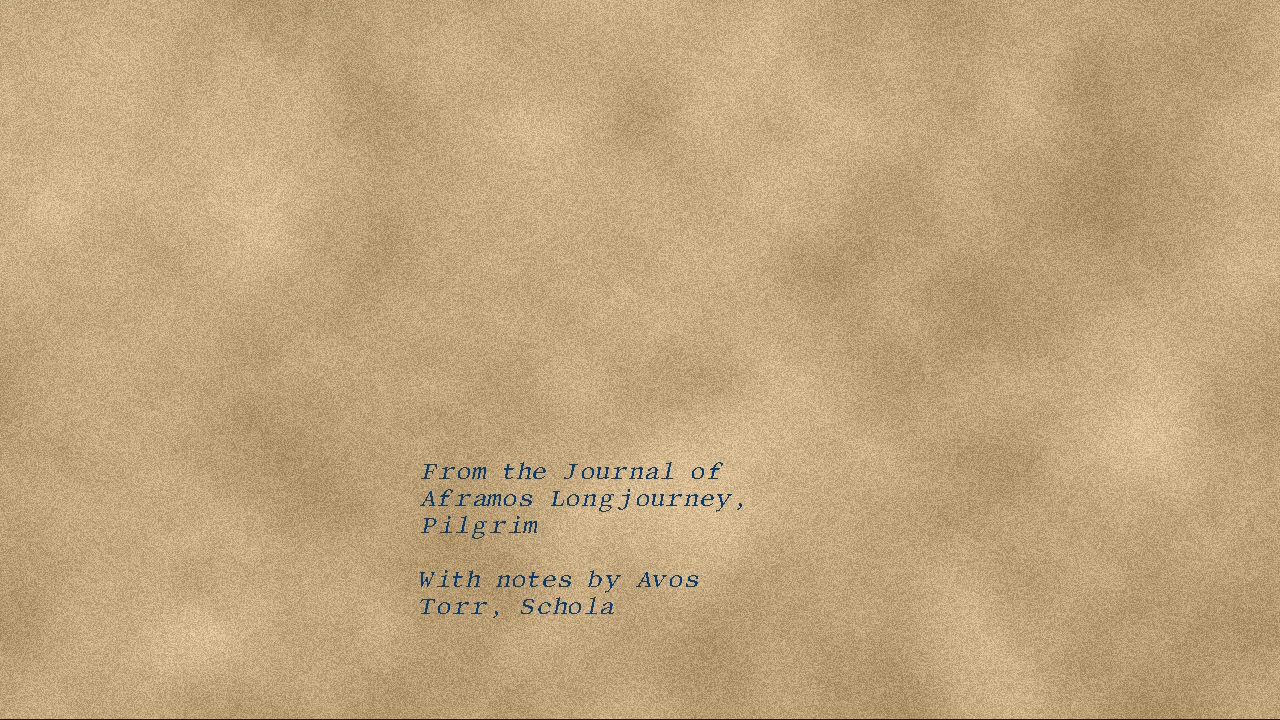 From the Journal of
Aframos Longjourney,
Pilgrim
With notes by Avos
Torr, Schola